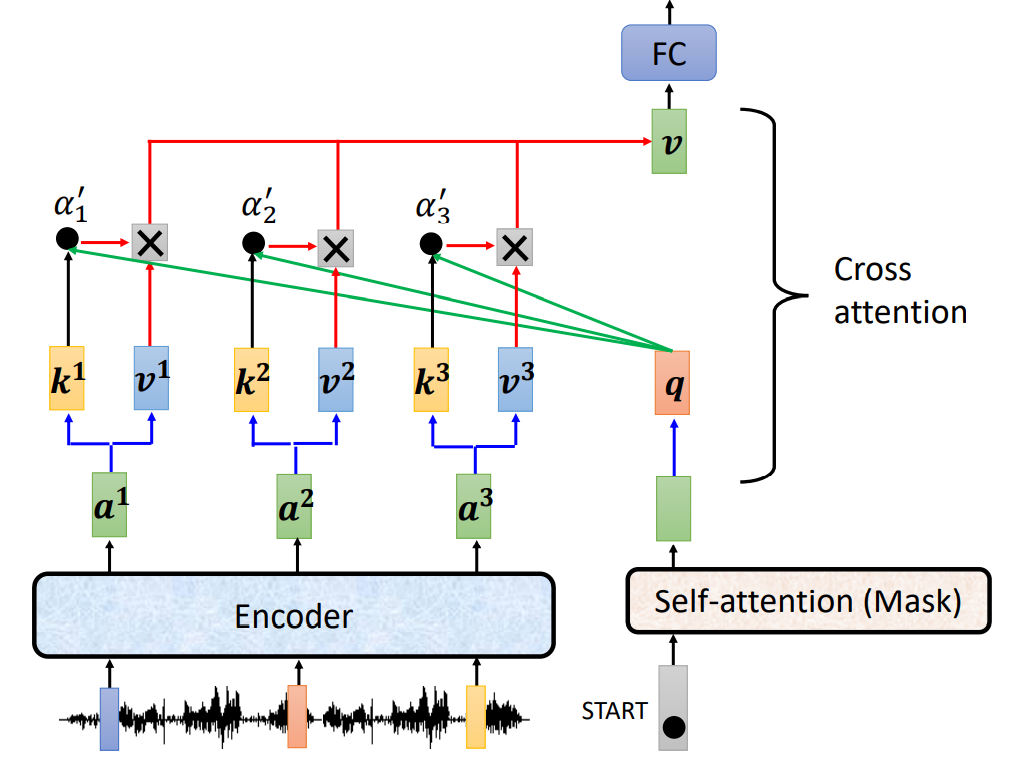 FC
v
α′₁
α′₂
α′₃
Cross
attention
k¹
v¹
k²
v²
k³
v³
q
a¹
a²
a³
Encoder
Self-attention (Mask)
START